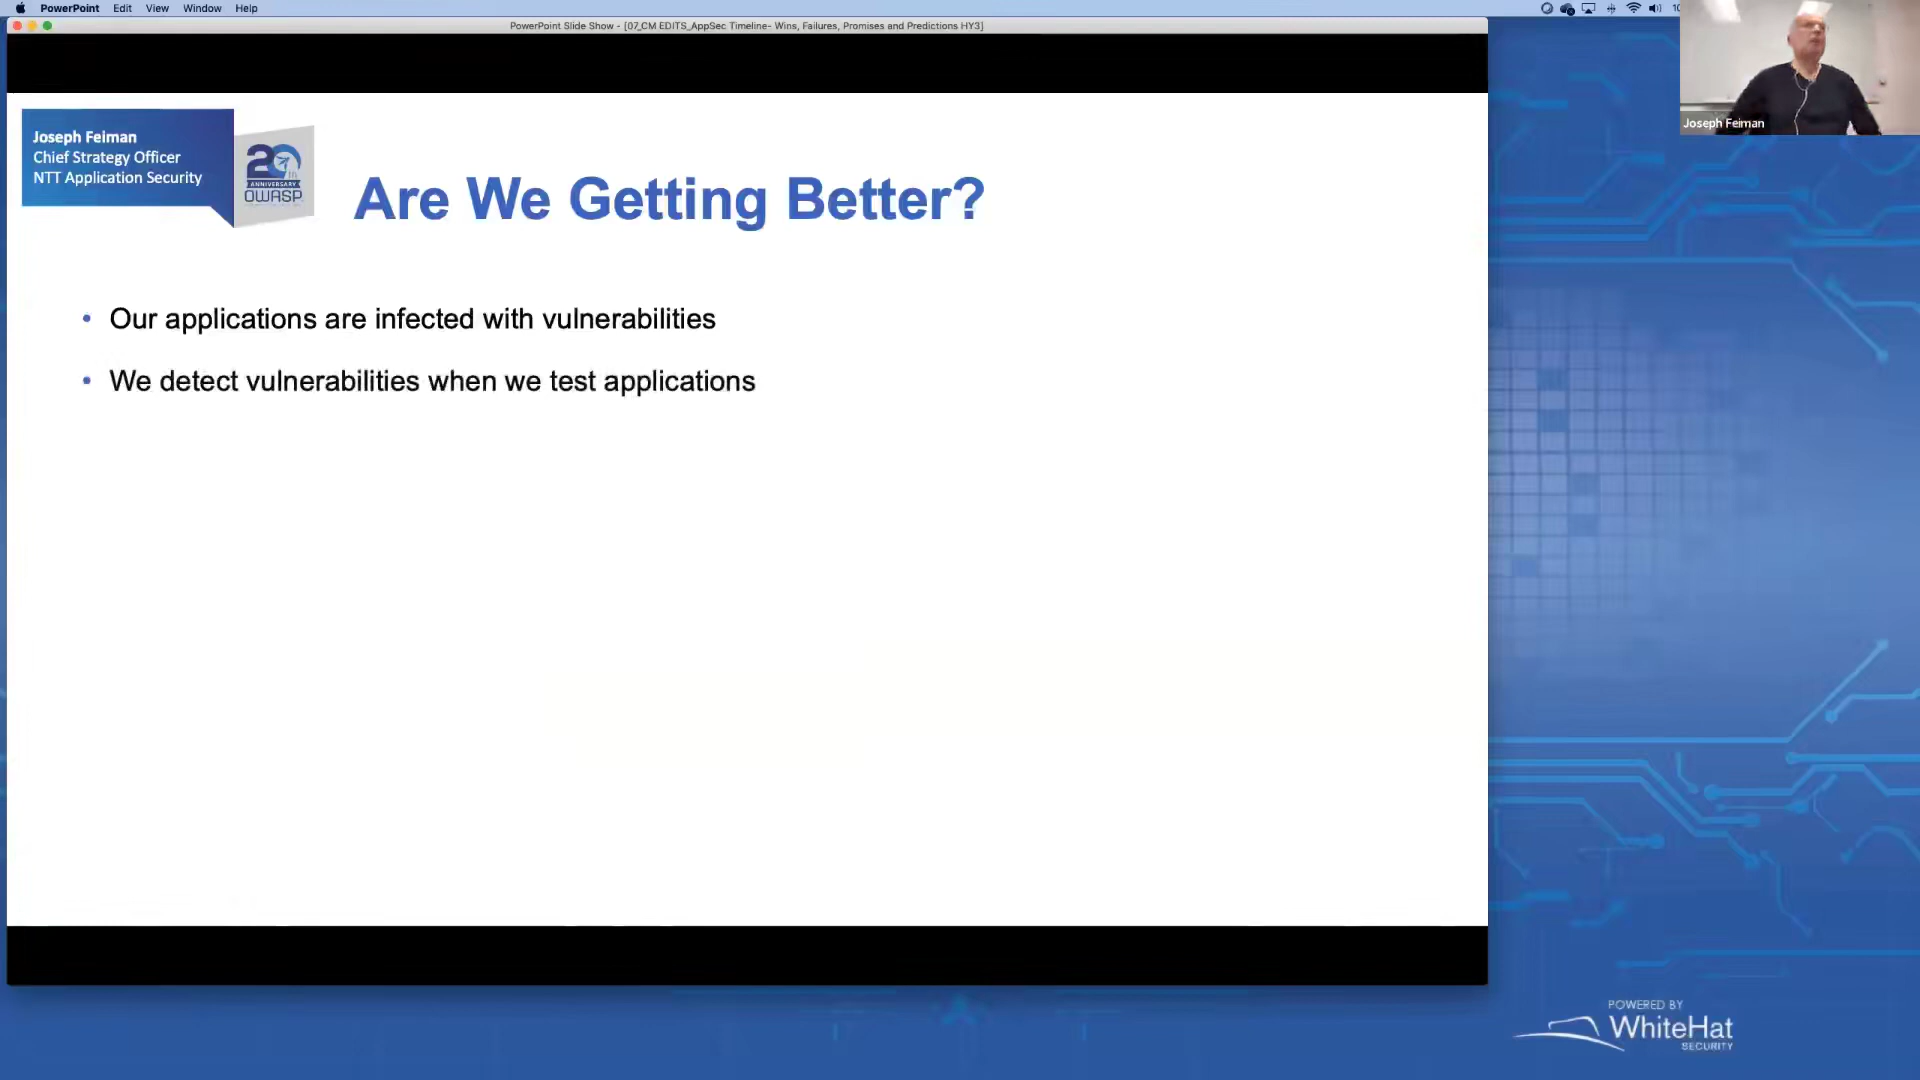 PowerPoint Edit View Window Help
PowerPoint Slide Show - [07_CM EDITS_AppSec Timeline- Wins, Failures, Promises and Predictions HY3]
Joseph Feiman
Chief Strategy Officer
NTT Application Security
20th
ANNIVERSARY
OWASP
Are We Getting Better?
• Our applications are infected with vulnerabilities
• We detect vulnerabilities when we test applications
Joseph Feiman
POWERED BY
WhiteHat
SECURITY